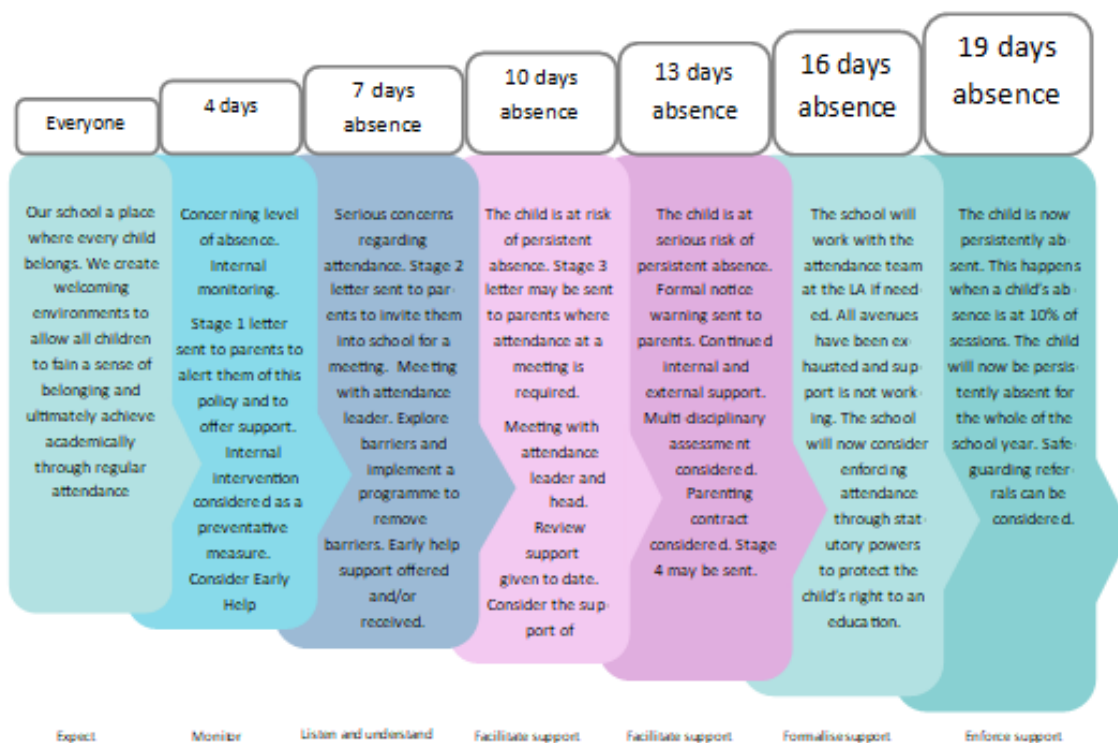 Everyone
Our school a place
where every child
belongs. We create
welcoming
environments to
allow all children
to fain a sense of
belonging and
ultimately achieve
academically
through regular
attendance
Expect
4 days
Concerning level
of absence.
Internal
monitoring.
Stage 1 letter
sent to parents to
alert them of this
policy and to
offer support.
Internal
intervention
considered as a
preventative
measure.
Consider Early
Help
Monitor
7 days
absence
Serious concerns
regarding
attendance. Stage 2
letter sent to par-
ents to invite them
into school for a
meeting. Meeting
with attendance
leader. Explore
barriers and
implement a
programme to
remove
barriers. Early help
support offered
and/or
received.
Listen and understand
10 days
absence
The child is at risk
of persistent
absence. Stage 3
letter may be sent
to parents where
attendance at a
meeting is
required.
Meeting with
attendance
leader and
head.
Review
support
given to date.
Consider the sup-
port of
Facilitate support
13 days
absence
The child is at
serious risk of
persistent absence.
Formal notice
warning sent to
parents. Continued
internal and
external support.
Multi disciplinary
assessment
considered.
Parenting
contract
considered. Stage
4 may be sent.
Facilitate support
16 days
absence
The school will
work with the
attendance team
at the LA if need-
ed. All avenues
have been ex-
hausted and sup-
port is not work-
ing. The school
will now consider
enforcing
attendance
through stat-
utory powers
to protect the
child's right to an
education.
Formalise support
19 days
absence
The child is now
persistently ab-
sent. This happens
when a child's ab-
sence is at 10% of
sessions. The child
will now be persis-
tently absent for
the whole of the
school year. Safe-
guarding refer-
rals can be
considered.
Enforce support